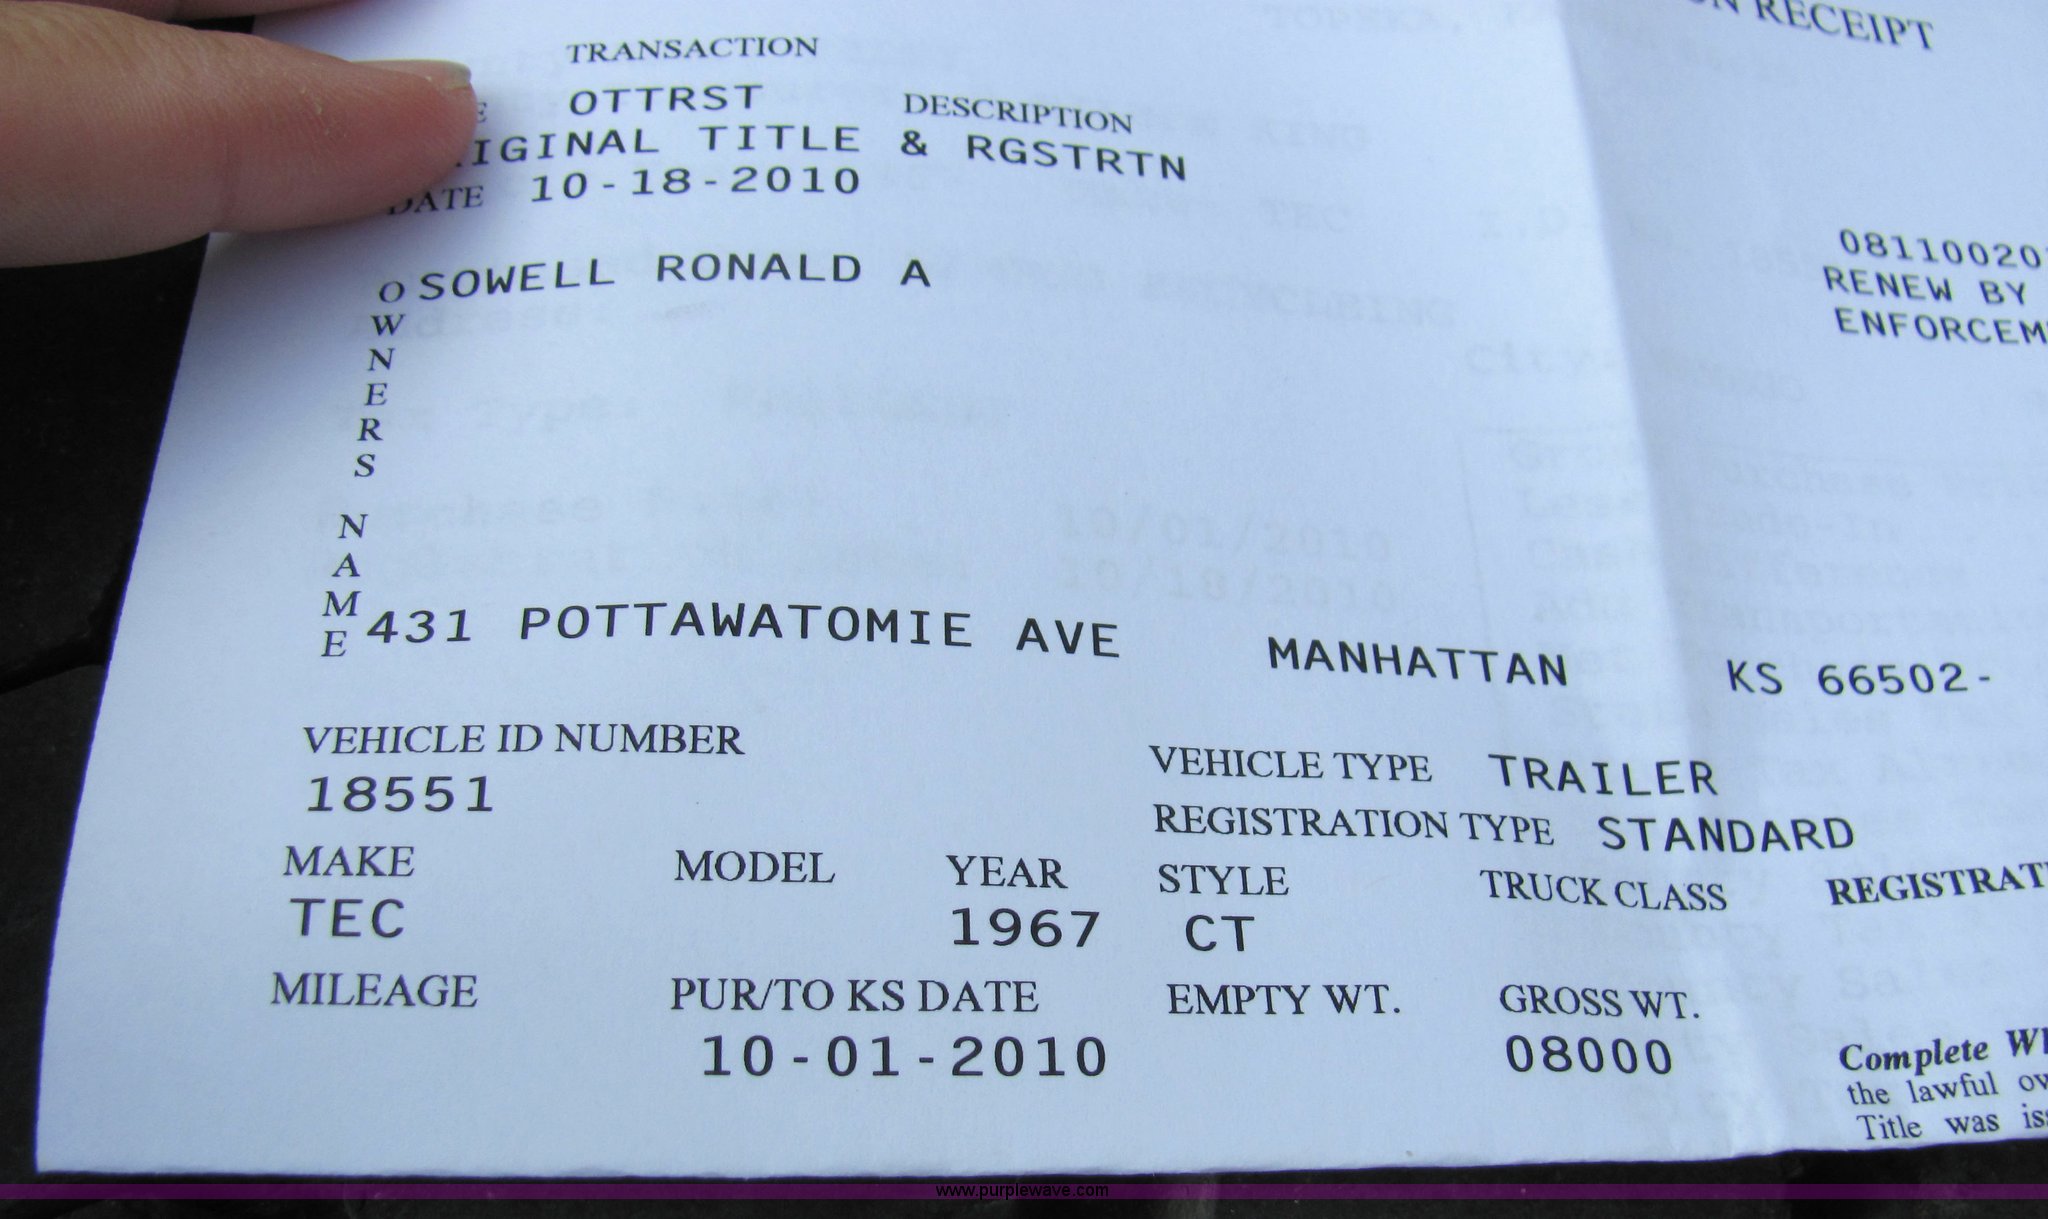 TRANSACTION
ON RECEIPT
OTTRST DESCRIPTION
IGINAL TITLE & RGSTRTN
DATE 10-18-2010
081100201
SOWELL RONALD A
RENEW BY
ENFORCEM
OWNERS NAME
431 POTTAWATOMIE AVE MANHATTAN KS 66502-
VEHICLE ID NUMBER
18551
VEHICLE TYPE TRAILER
REGISTRATION TYPE STANDARD
MAKE MODEL YEAR STYLE TRUCK CLASS REGISTRAT
TEC 1967 CT
MILEAGE PUR/TO KS DATE EMPTY WT. GROSS WT.
10-01-2010 08000
Complete
the lawful
Title was
www.purplewave.com